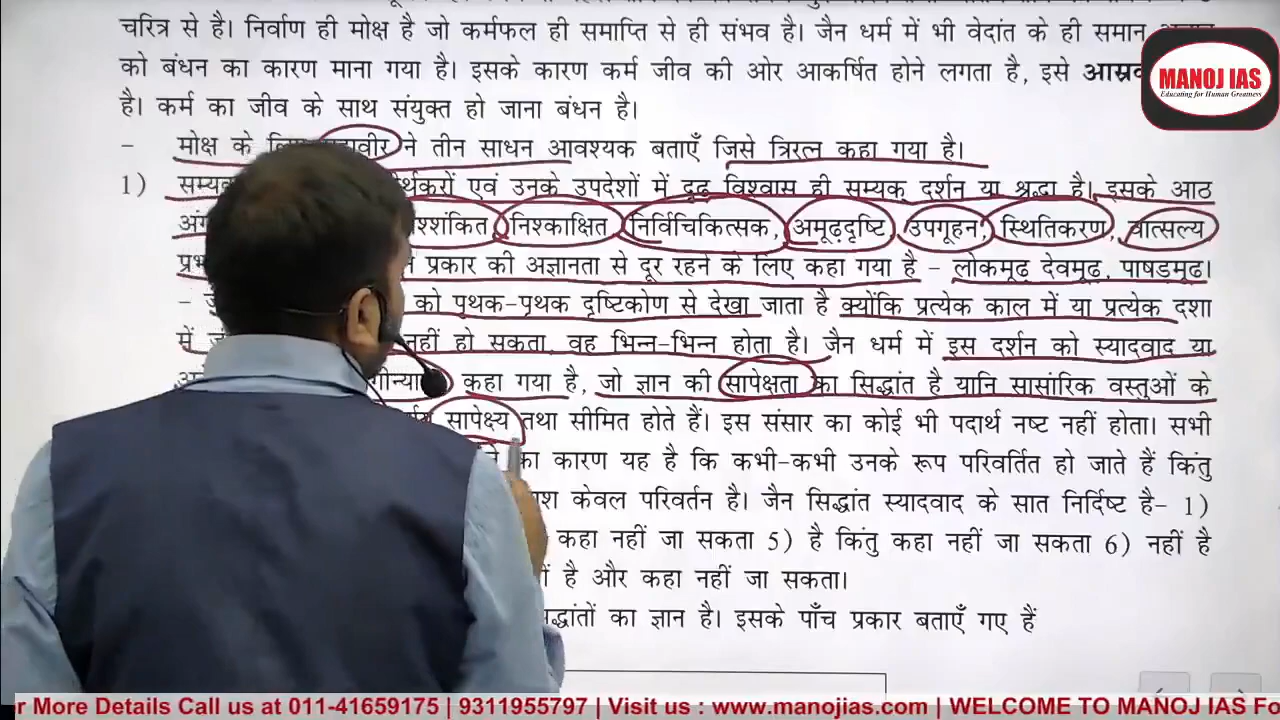 चरित्र से है। निर्वाण ही मोक्ष है जो कर्मफल ही समाप्ति से ही संभव है। जैन धर्म में भी वेदांत के ही समान
को बंधन का कारण माना गया है। इसके कारण कर्म जीव की ओर आकर्षित होने लगता है, इसे
है। कर्म का जीव के साथ संयुक्त हो जाना बंधन है।
MANOJ IAS
Educating for Human Greatness
- मोक्ष के ने तीन साधन आवश्यक बताएँ जिसे त्रिरत्न कहा गया है।
1) एवं उनके उपदेशों में दृढ़ विश्वास ही सम्यक् दर्शन या श्रद्धा है। इसके आठ
निश्काक्षित, निर्विचिकित्सक, अमूढ़दृष्टि, उपगूहन, स्थितिकरण, वात्सल्य
प्रकार की अज्ञानता से दूर रहने के लिए कहा गया है – लोकमूढ़ देवमूढ़, पाषडमूढ़।
- को पृथक-पृथक दृष्टिकोण से देखा जाता है क्योंकि प्रत्येक काल में या प्रत्येक दशा
में नहीं हो सकता, वह भिन्न-भिन्न होता है। जैन धर्म में इस दर्शन को स्यादवाद या
कहा गया है, जो ज्ञान की सापेक्षता का सिद्धांत है यानि सासांरिक वस्तुओं के
सापेक्ष्य तथा सीमित होते हैं। इस संसार का कोई भी पदार्थ नष्ट नहीं होता। सभी
का कारण यह है कि कभी-कभी उनके रूप परिवर्तित हो जाते हैं किंतु
केवल परिवर्तन है। जैन सिद्धांत स्यादवाद के सात निर्दिष्ट है- 1)
कहा नहीं जा सकता 5) है किंतु कहा नहीं जा सकता 6) नहीं है
है और कहा नहीं जा सकता।
का ज्ञान है। इसके पाँच प्रकार बताएँ गए हैं
More Details Call us at 011-41659175 | 9311955797 | Visit us : www.manojias.com | WELCOME TO MANOJ IAS